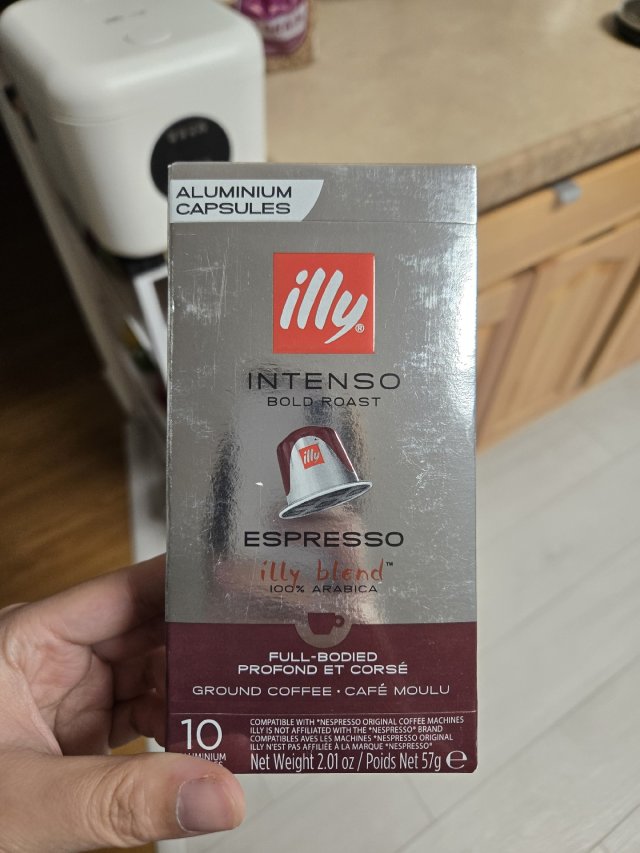 ALUMINIUM
CAPSULES
illy®
INTENSO
BOLD ROAST
illy
ESPRESSO
illy blend™
100% ARABICA
FULL-BODIED
PROFOND ET CORSÉ
GROUND COFFEE • CAFÉ MOULU
10
COMPATIBLE WITH *NESPRESSO ORIGINAL COFFEE MACHINES
ILLY IS NOT AFFILIATED WITH THE *NESPRESSO® BRAND
COMPATIBLES AVES LES MACHINES *NESPRESSO ORIGINAL
ILLY N'EST PAS AFFILIÉE À LA MARQUE *NESPRESSO®
Net Weight 2.01 oz / Poids Net 57g ℮